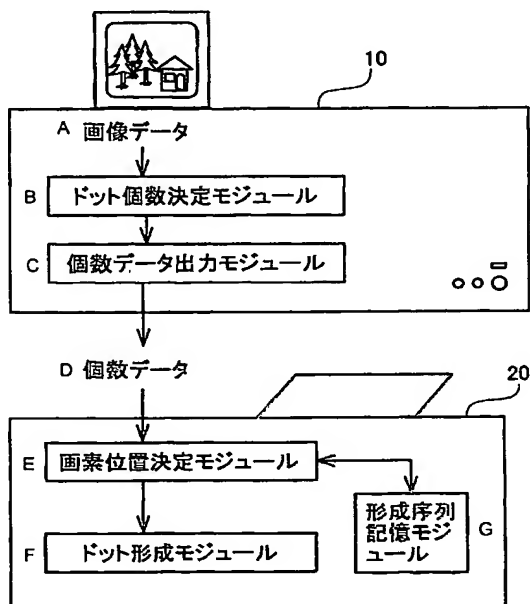 10
A 画像データ
B ドット個数決定モジュール
C 個数データ出力モジュール
D 個数データ
20
E 画素位置決定モジュール
形成序列
記憶モジ
ュール
G
F ドット形成モジュール